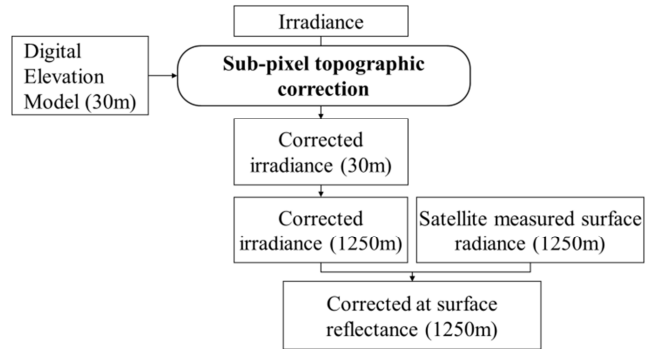 Irradiance
Digital
Elevation
Model (30m)
Sub-pixel topographic
correction
Corrected
irradiance (30m)
Corrected
irradiance (1250m)
Satellite measured surface
radiance (1250m)
Corrected at surface
reflectance (1250m)